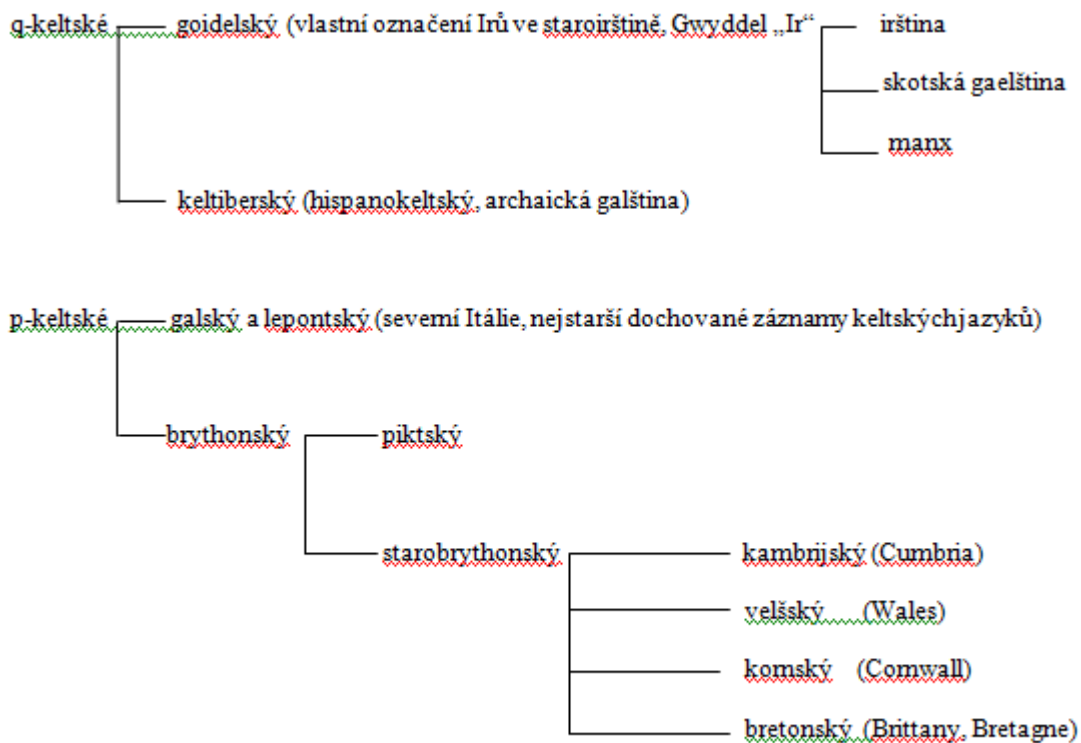 q-keltské goidelský (vlastní označení Irů ve staroirštině, Gwyddel „Ir“ irština
skotská gaelština
manx
keltiberský (hispanokeltský, archaická galština)
p-keltské galský a lepontský (severní Itálie, nejstarší dochované záznamy keltskýchjazyků)
brythonský piktský
starobrythonský kambrijský (Cumbria)
velšský (Wales)
kornský (Cornwall)
bretonský (Brittany, Bretagne)